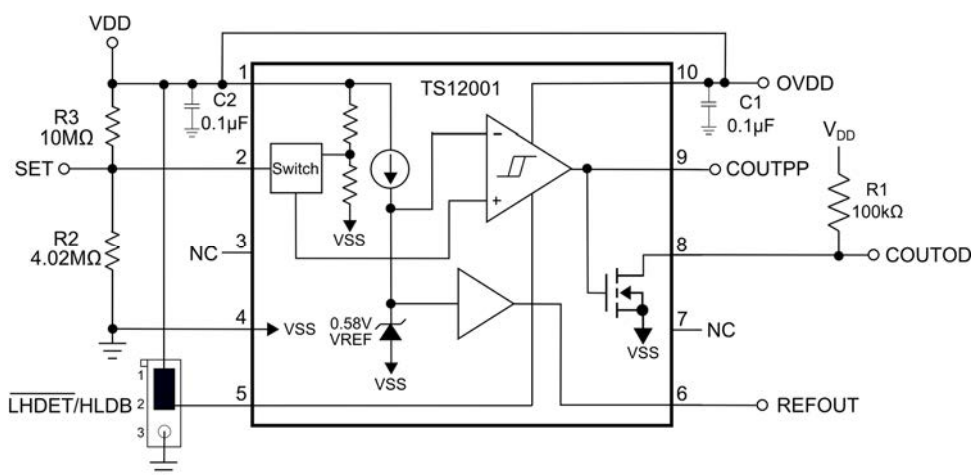 VDD
1
TS12001
10
OVDD
C2
0.1µF
C1
0.1µF
R3
10MΩ
SET
2
Switch
−
+
9
COUTPP
VDD
R1
100kΩ
VSS
NC
3
R2
4.02MΩ
8
COUTOD
4
VSS
0.58V
VREF
VSS
VSS
7
NC
1
2
3
LHDET/HLDB
5
6
REFOUT